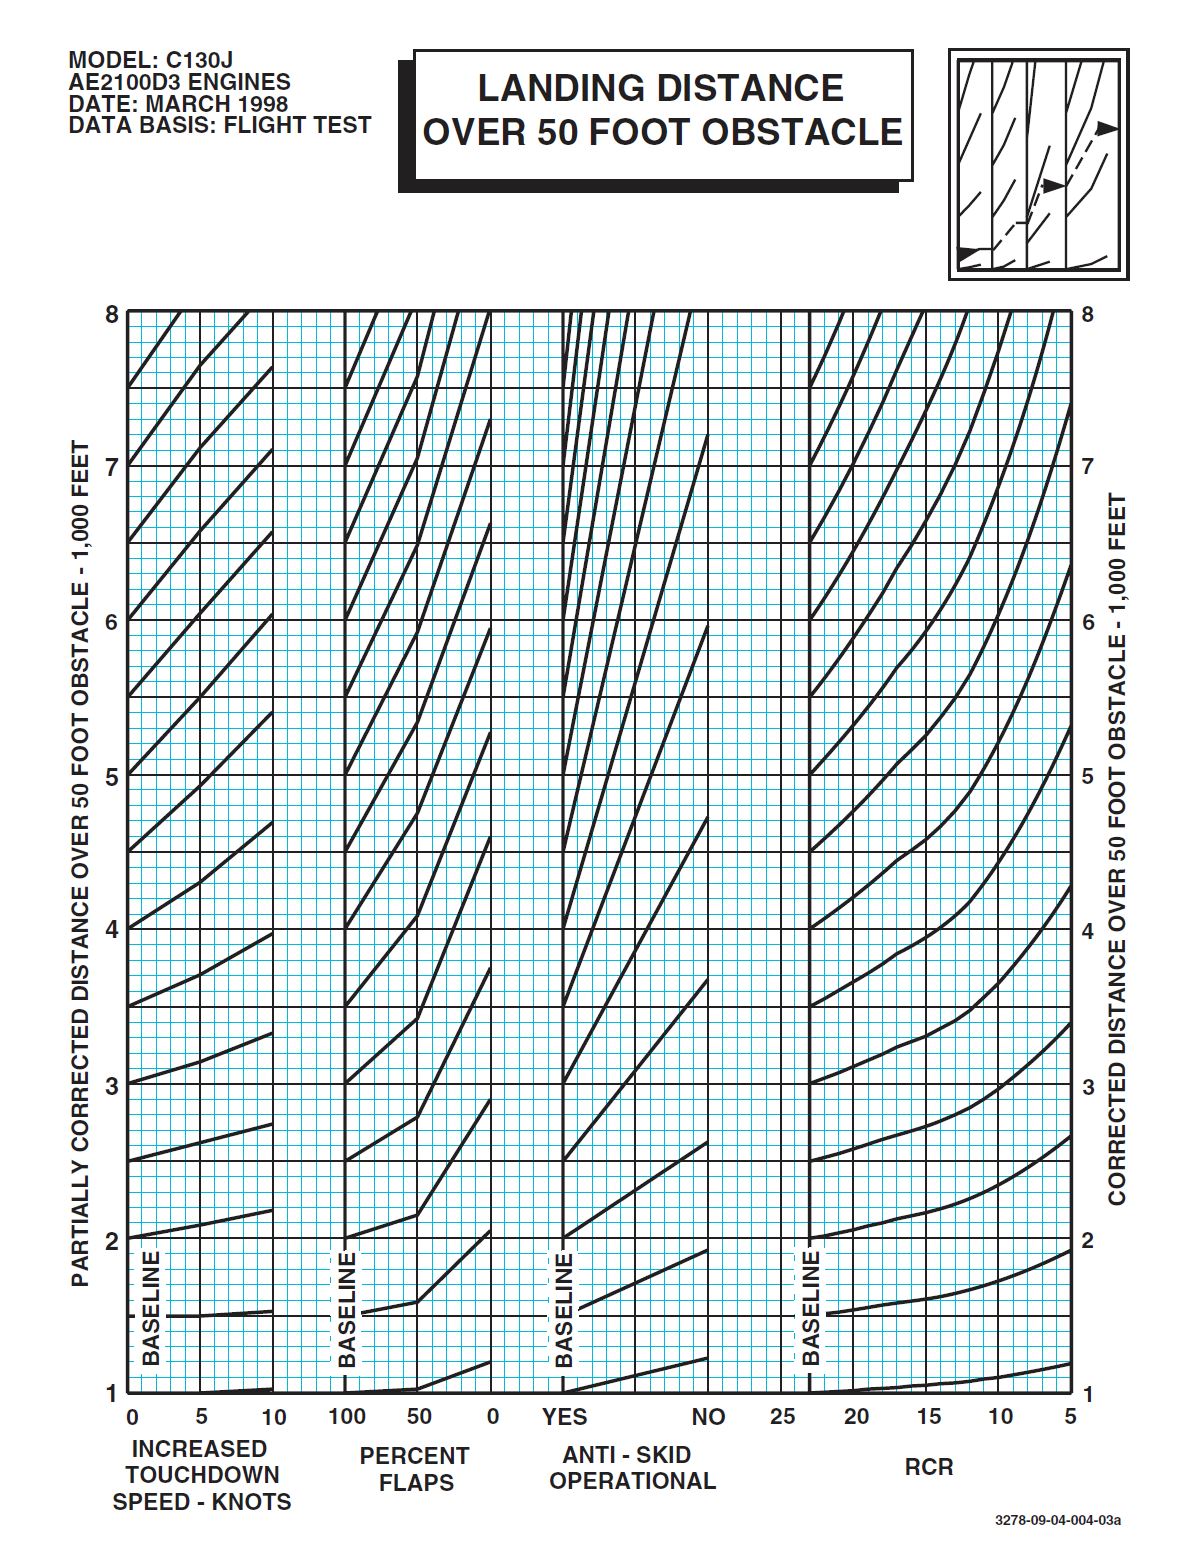 MODEL: C130J
AE2100D3 ENGINES
DATE: MARCH 1998
DATA BASIS: FLIGHT TEST
LANDING DISTANCE
OVER 50 FOOT OBSTACLE
PARTIALLY CORRECTED DISTANCE OVER 50 FOOT OBSTACLE - 1,000 FEET
8
7
6
5
4
3
2
1
BASELINE
BASELINE
BASELINE
BASELINE
8
7
6
5
4
3
2
1
CORRECTED DISTANCE OVER 50 FOOT OBSTACLE - 1,000 FEET
0 5 10 100 50 0 YES NO 25 20 15 10 5
INCREASED
TOUCHDOWN
SPEED - KNOTS
PERCENT
FLAPS
ANTI - SKID
OPERATIONAL
RCR
3278-09-04-004-03a